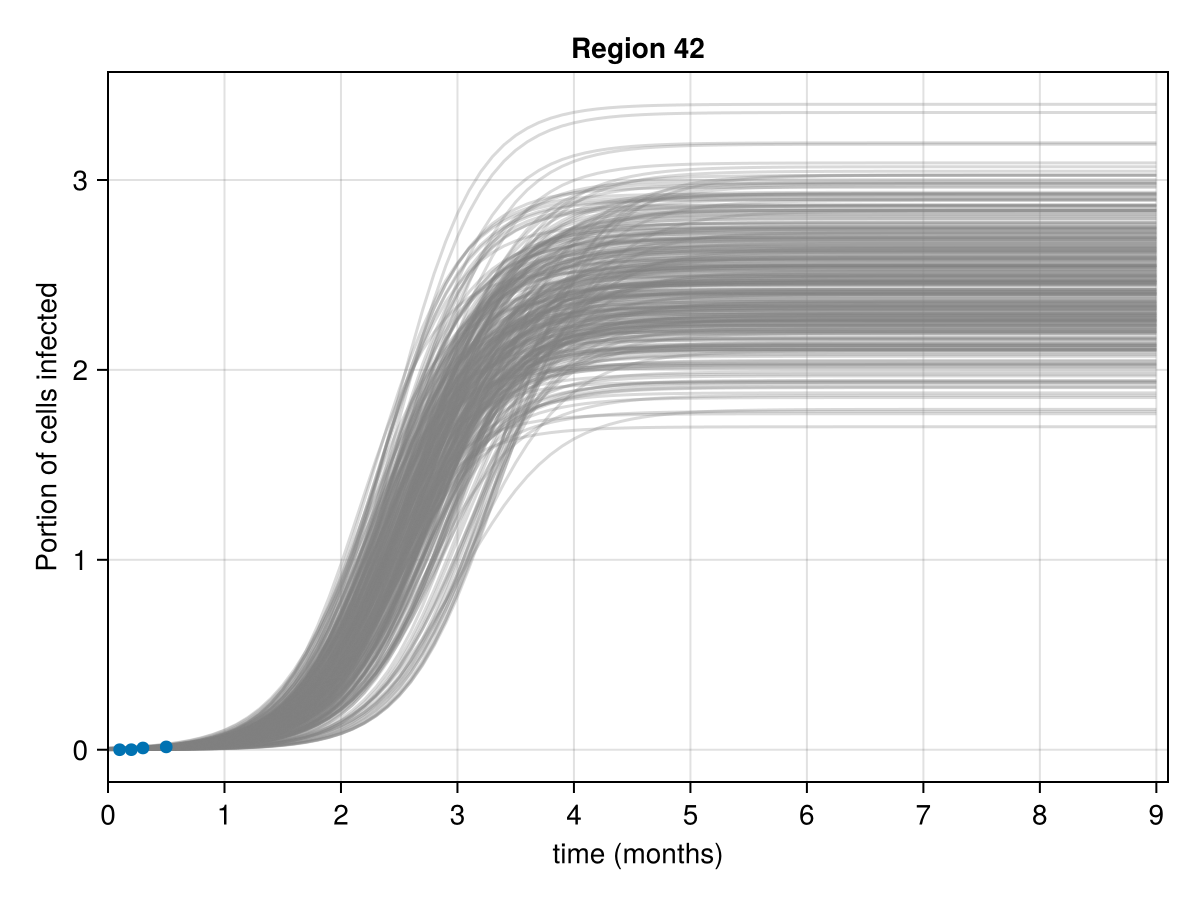 Region 42
Portion of cells infected
3
2
1
0
0 1 2 3 4 5 6 7 8 9
time (months)